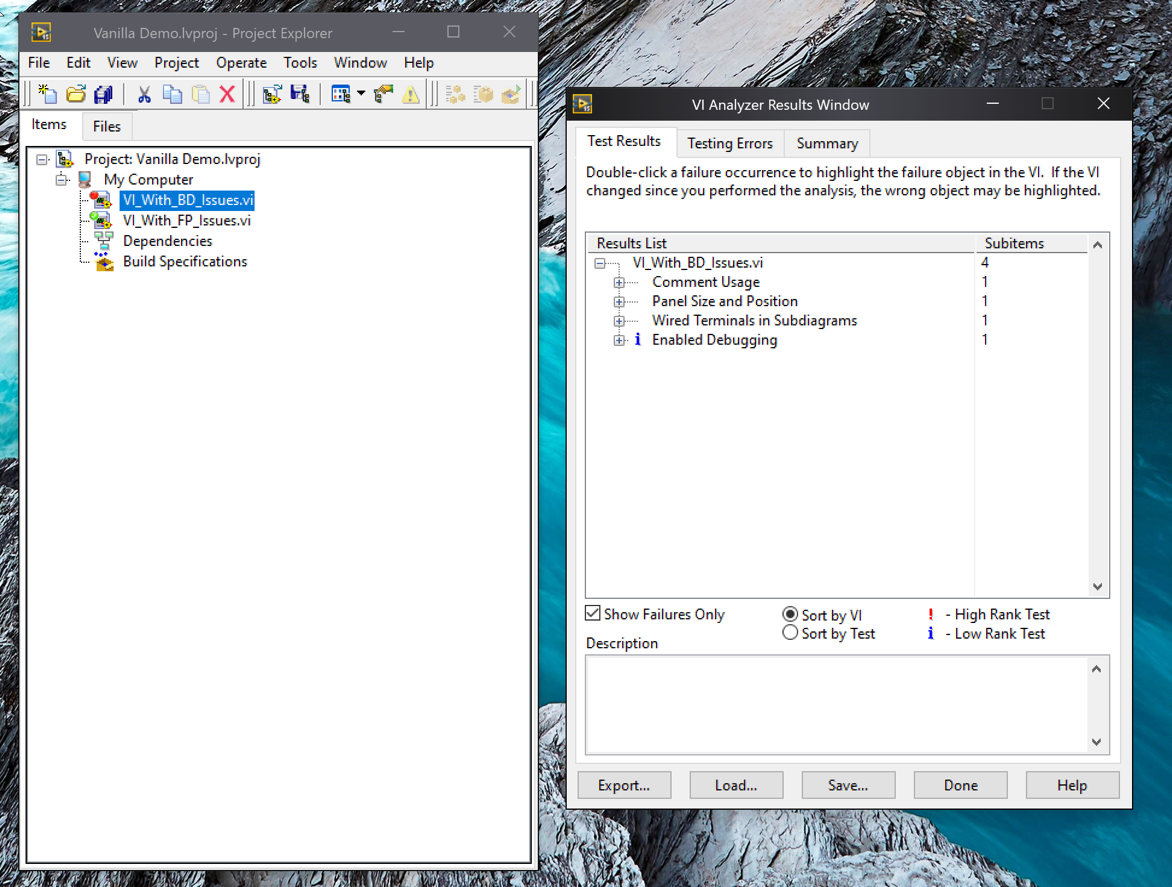 Vanilla Demo.lvproj - Project Explorer
File Edit View Project Operate Tools Window Help
Items Files
Project: Vanilla Demo.lvproj
My Computer
VI_With_BD_Issues.vi
VI_With_FP_Issues.vi
Dependencies
Build Specifications
VI Analyzer Results Window
Test Results Testing Errors Summary
Double-click a failure occurrence to highlight the failure object in the VI. If the VI
changed since you performed the analysis, the wrong object may be highlighted.
Results List Subitems
VI_With_BD_Issues.vi 4
Comment Usage 1
Panel Size and Position 1
Wired Terminals in Subdiagrams 1
Enabled Debugging 1
Show Failures Only
Sort by VI
Sort by Test
! - High Rank Test
i - Low Rank Test
Description
Export... Load... Save... Done Help